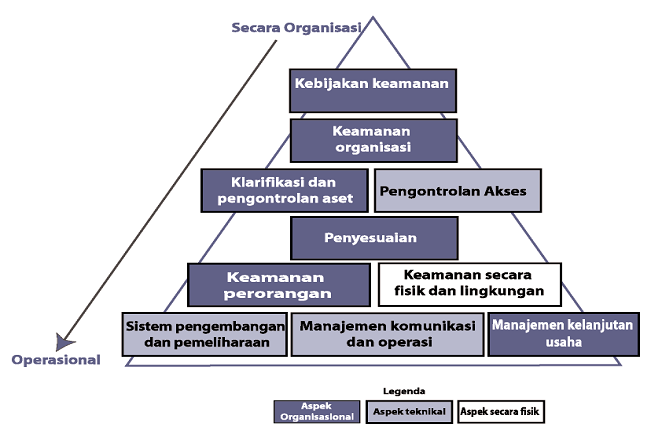 Secara Organisasi
Kebijakan keamanan
Keamanan
organisasi
Klarifikasi dan
pengontrolan aset
Pengontrolan Akses
Penyesuaian
Keamanan
perorangan
Keamanan secara
fisik dan lingkungan
Sistem pengembangan
dan pemeliharaan
Manajemen komunikasi
dan operasi
Manajemen kelanjutan
usaha
Operasional
Legenda
Aspek
Organisasional
Aspek teknikal
Aspek secara fisik